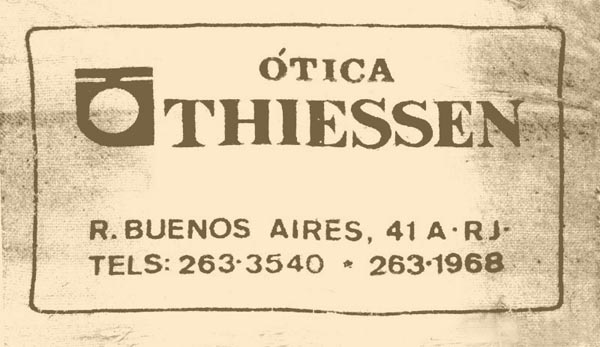 ÓTICA
THIESSEN
R. BUENOS AIRES, 41 A·RJ·
TELS: 263·3540 * 263·1968